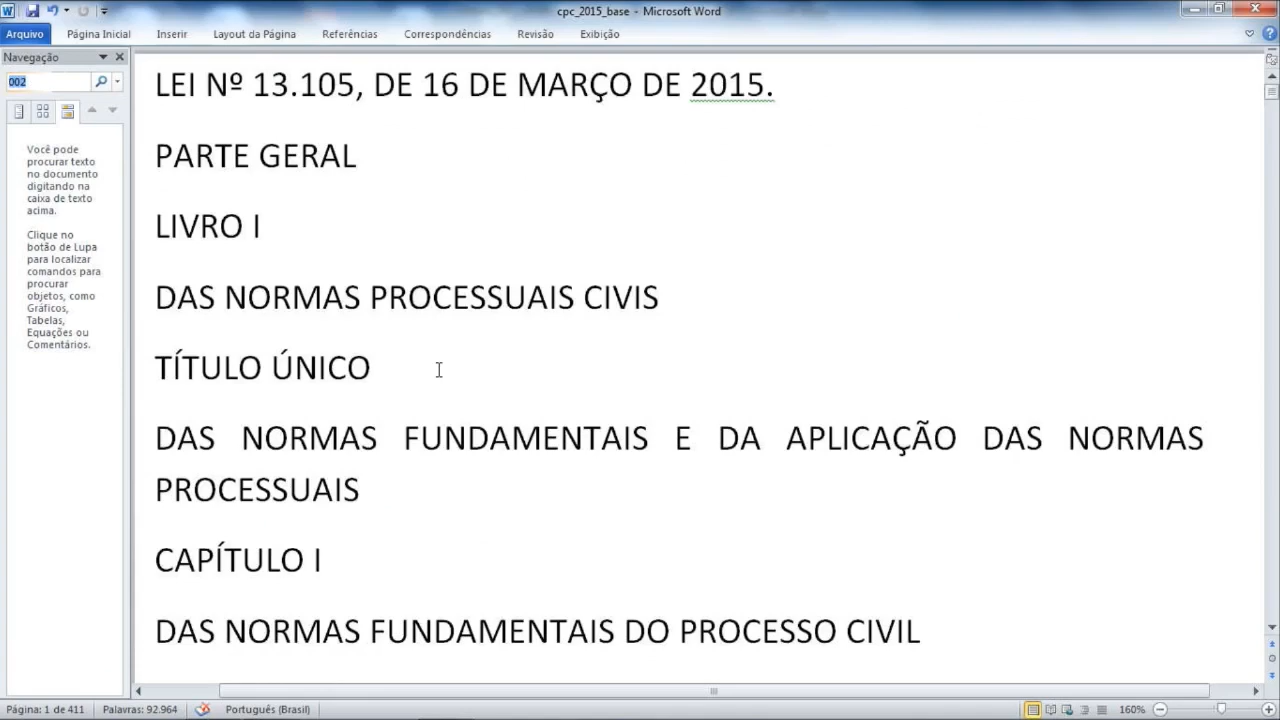 cpc_2015_base - Microsoft Word
Arquivo Página Inicial Inserir Layout da Página Referências Correspondências Revisão Exibição
Navegação
002
Você pode
procurar texto
no documento
digitando na
caixa de texto
acima.
Clique no
botão de Lupa
para localizar
comandos para
procurar
objetos, como
Gráficos,
Tabelas,
Equações ou
Comentários.
LEI Nº 13.105, DE 16 DE MARÇO DE 2015.
PARTE GERAL
LIVRO I
DAS NORMAS PROCESSUAIS CIVIS
TÍTULO ÚNICO
DAS NORMAS FUNDAMENTAIS E DA APLICAÇÃO DAS NORMAS
PROCESSUAIS
CAPÍTULO I
DAS NORMAS FUNDAMENTAIS DO PROCESSO CIVIL
Página: 1 de 411 Palavras: 92.964 Português (Brasil) 160%